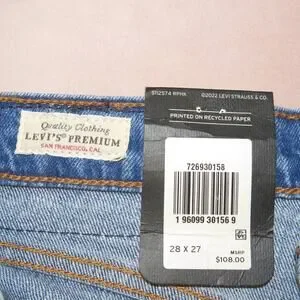 Quality Clothing
LEVI'S® PREMIUM
SAN FRANCISCO, CAL
S112574 RPHX
©2022 LEVI STRAUSS & CO.
PRINTED ON RECYCLED PAPER
726930158
1 96099 30156 9
28 X 27
MSRP
$108.00